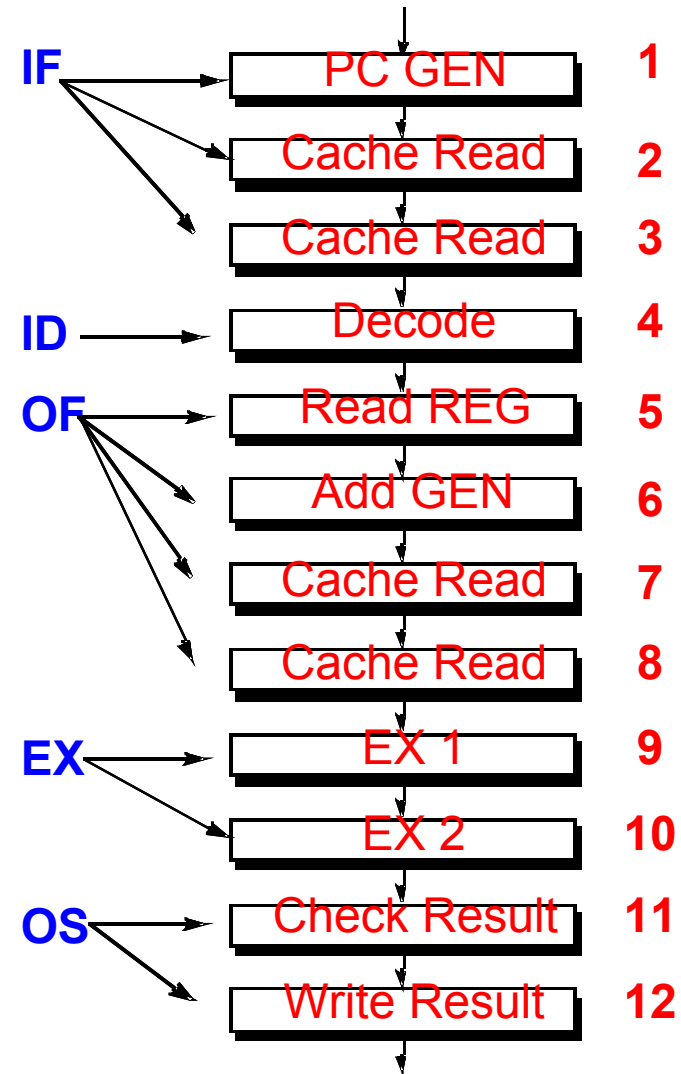 IF PC GEN 1
Cache Read 2
Cache Read 3
ID Decode 4
OF Read REG 5
Add GEN 6
Cache Read 7
Cache Read 8
EX EX 1 9
EX 2 10
OS Check Result 11
Write Result 12